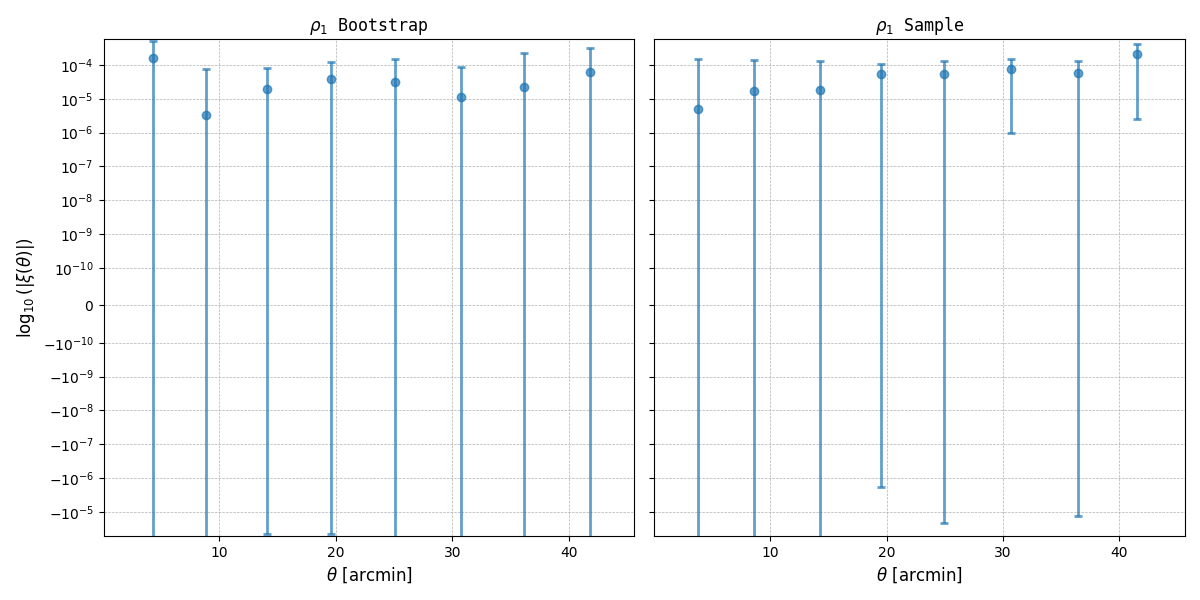 ρ₁ Bootstrap
ρ₁ Sample
log₁₀(|ξ(θ)|)
10⁻⁴
10⁻⁵
10⁻⁶
10⁻⁷
10⁻⁸
10⁻⁹
10⁻¹⁰
0
−10⁻¹⁰
−10⁻⁹
−10⁻⁸
−10⁻⁷
−10⁻⁶
−10⁻⁵
10 20 30 40
10 20 30 40
θ [arcmin]
θ [arcmin]